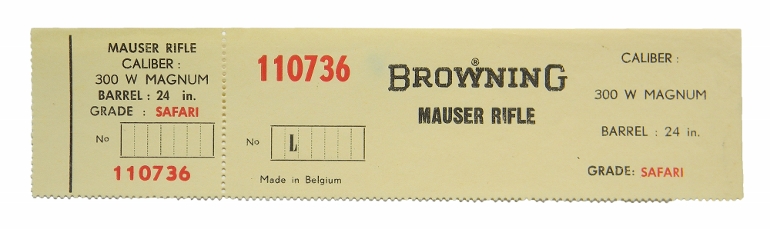 MAUSER RIFLE
CALIBER :
300 W MAGNUM
BARREL : 24 in.
GRADE : SAFARI
No
110736
110736
No L
Made in Belgium
BROWNING®
MAUSER RIFLE
CALIBER :
300 W MAGNUM
BARREL : 24 in.
GRADE: SAFARI